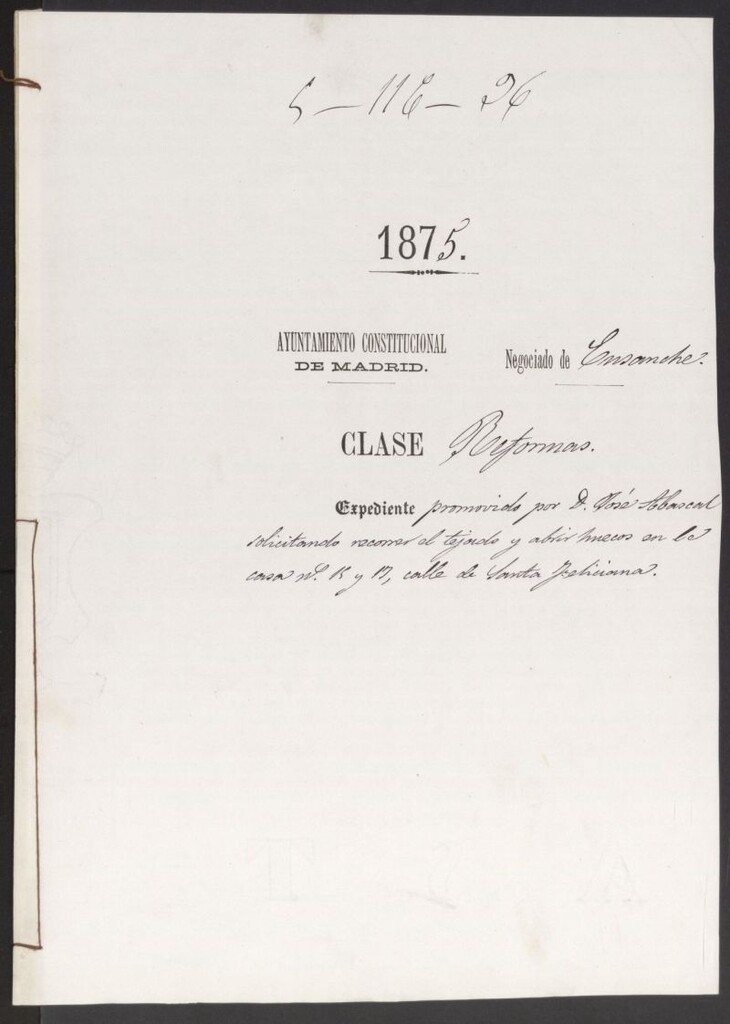 5-116-26
1875.
AYUNTAMIENTO CONSTITUCIONAL
DE MADRID.
Negociado de Ensanche.
CLASE Reformas.
Expediente promovido por D. José Abascal
solicitando recorrer el tejado y abrir huecos en la
casa nº. 15 y 17, calle de Santa Feliciana.